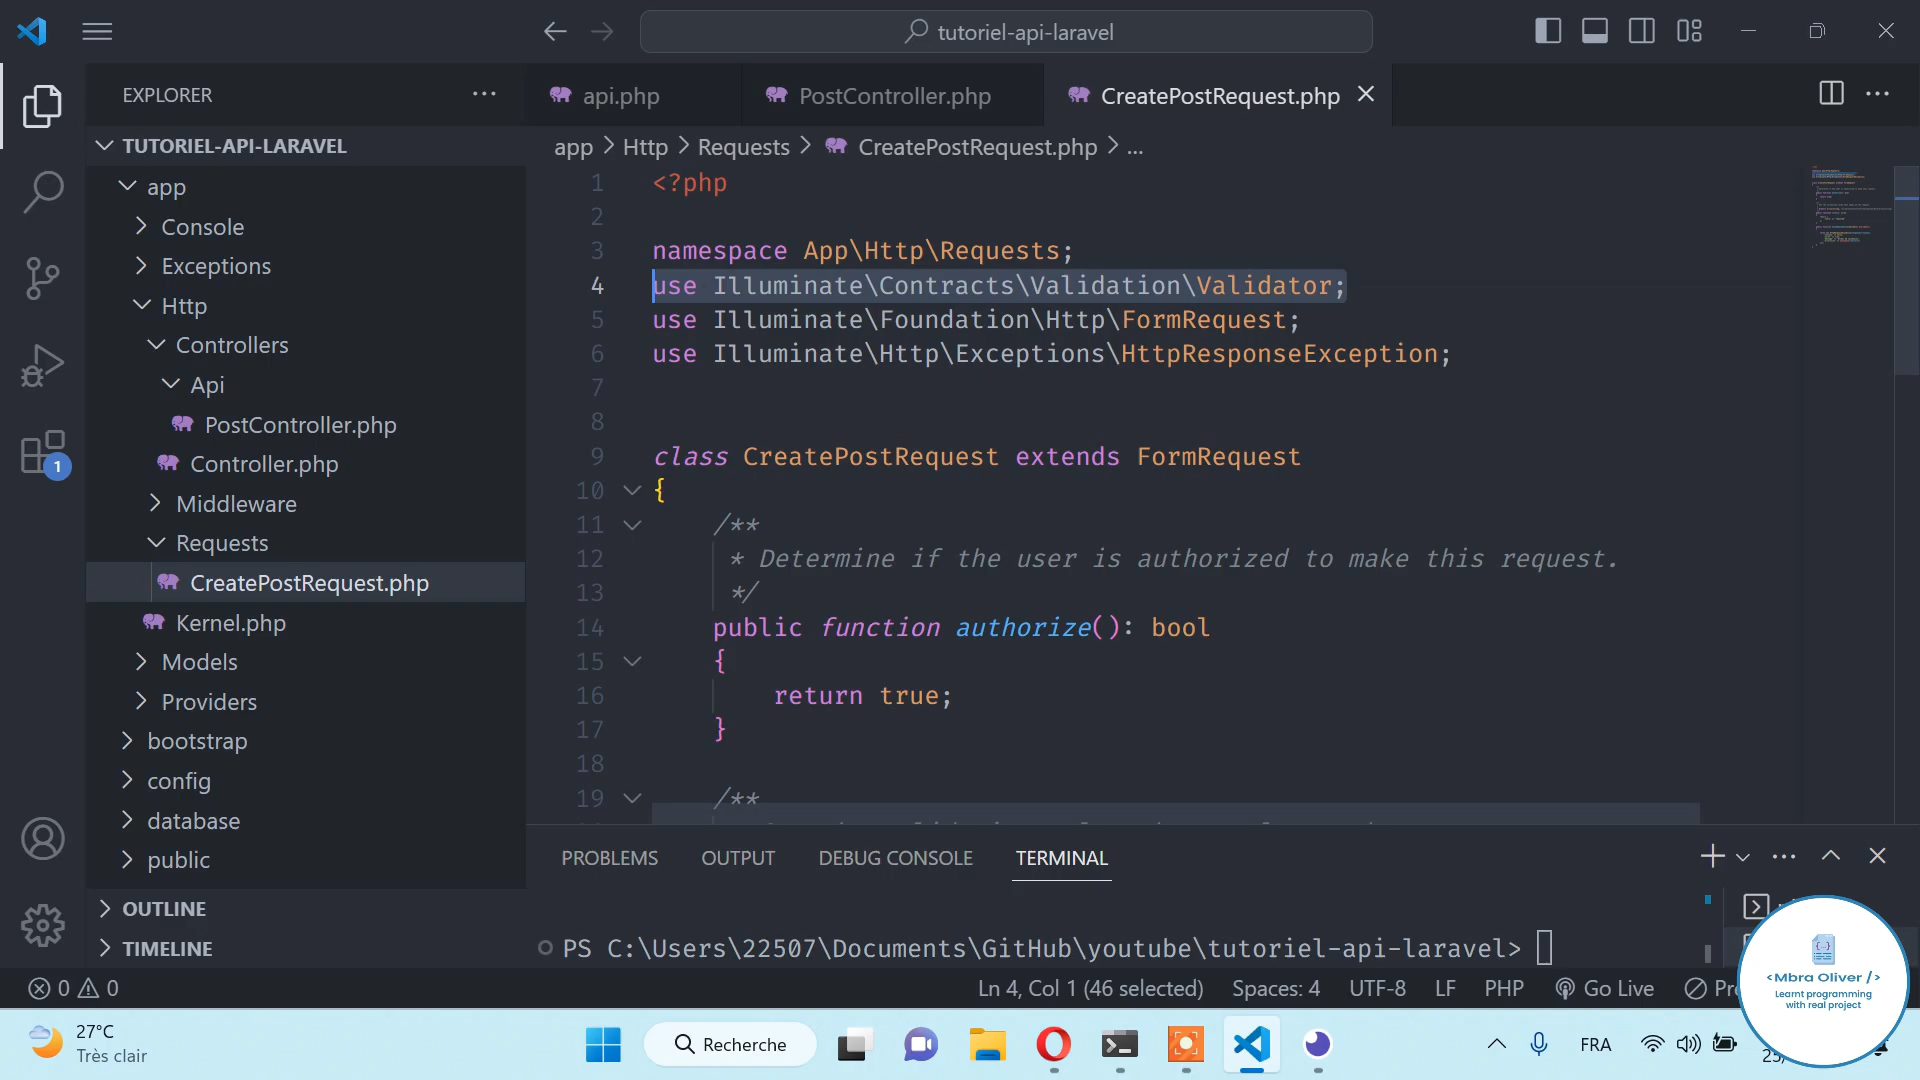 tutoriel-api-laravel
EXPLORER
api.php
PostController.php
CreatePostRequest.php
TUTORIEL-API-LARAVEL
app > Http > Requests > CreatePostRequest.php > ...
app
Console
Exceptions
Http
Controllers
Api
PostController.php
Controller.php
Middleware
Requests
CreatePostRequest.php
Kernel.php
Models
Providers
bootstrap
config
database
public
OUTLINE
TIMELINE
1
1 <?php
2
3 namespace App\Http\Requests;
4 use Illuminate\Contracts\Validation\Validator;
5 use Illuminate\Foundation\Http\FormRequest;
6 use Illuminate\Http\Exceptions\HttpResponseException;
7
8
9 class CreatePostRequest extends FormRequest
10 {
11 /**
12 * Determine if the user is authorized to make this request.
13 */
14 public function authorize(): bool
15 {
16 return true;
17 }
18
19 /**
PROBLEMS
OUTPUT
DEBUG CONSOLE
TERMINAL
PS C:\Users\22507\Documents\GitHub\youtube\tutoriel-api-laravel>
0 0
Ln 4, Col 1 (46 selected)
Spaces: 4
UTF-8
LF
PHP
Go Live
<Mbra Oliver />
Learnt programming
with real project
27°C
Très clair
Recherche
FRA